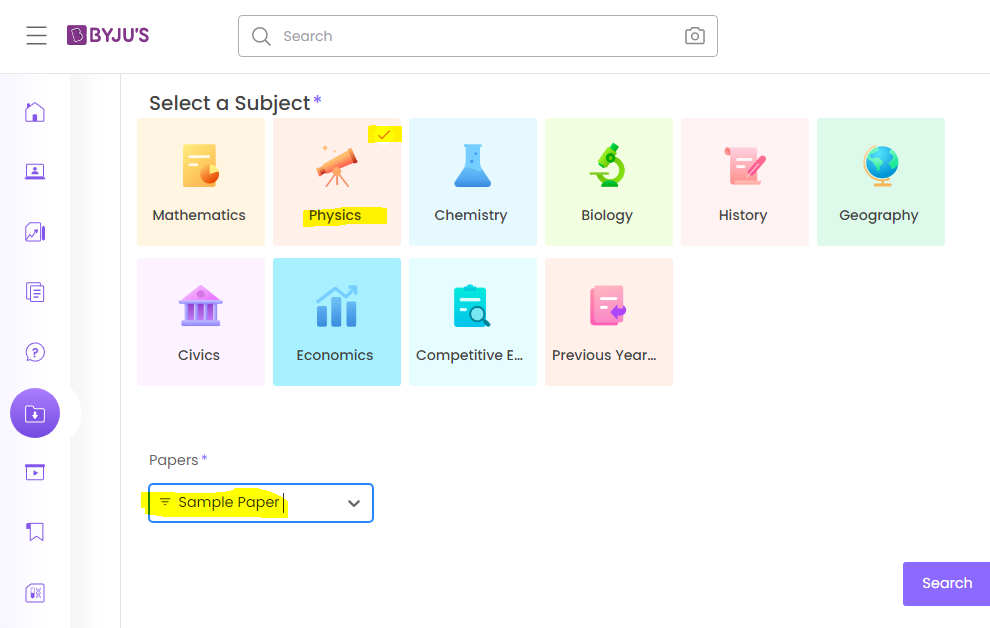 BYJU'S
Search
Select a Subject*
Mathematics
Physics
Chemistry
Biology
History
Geography
Civics
Economics
Competitive E...
Previous Year...
Papers*
Sample Paper
Search